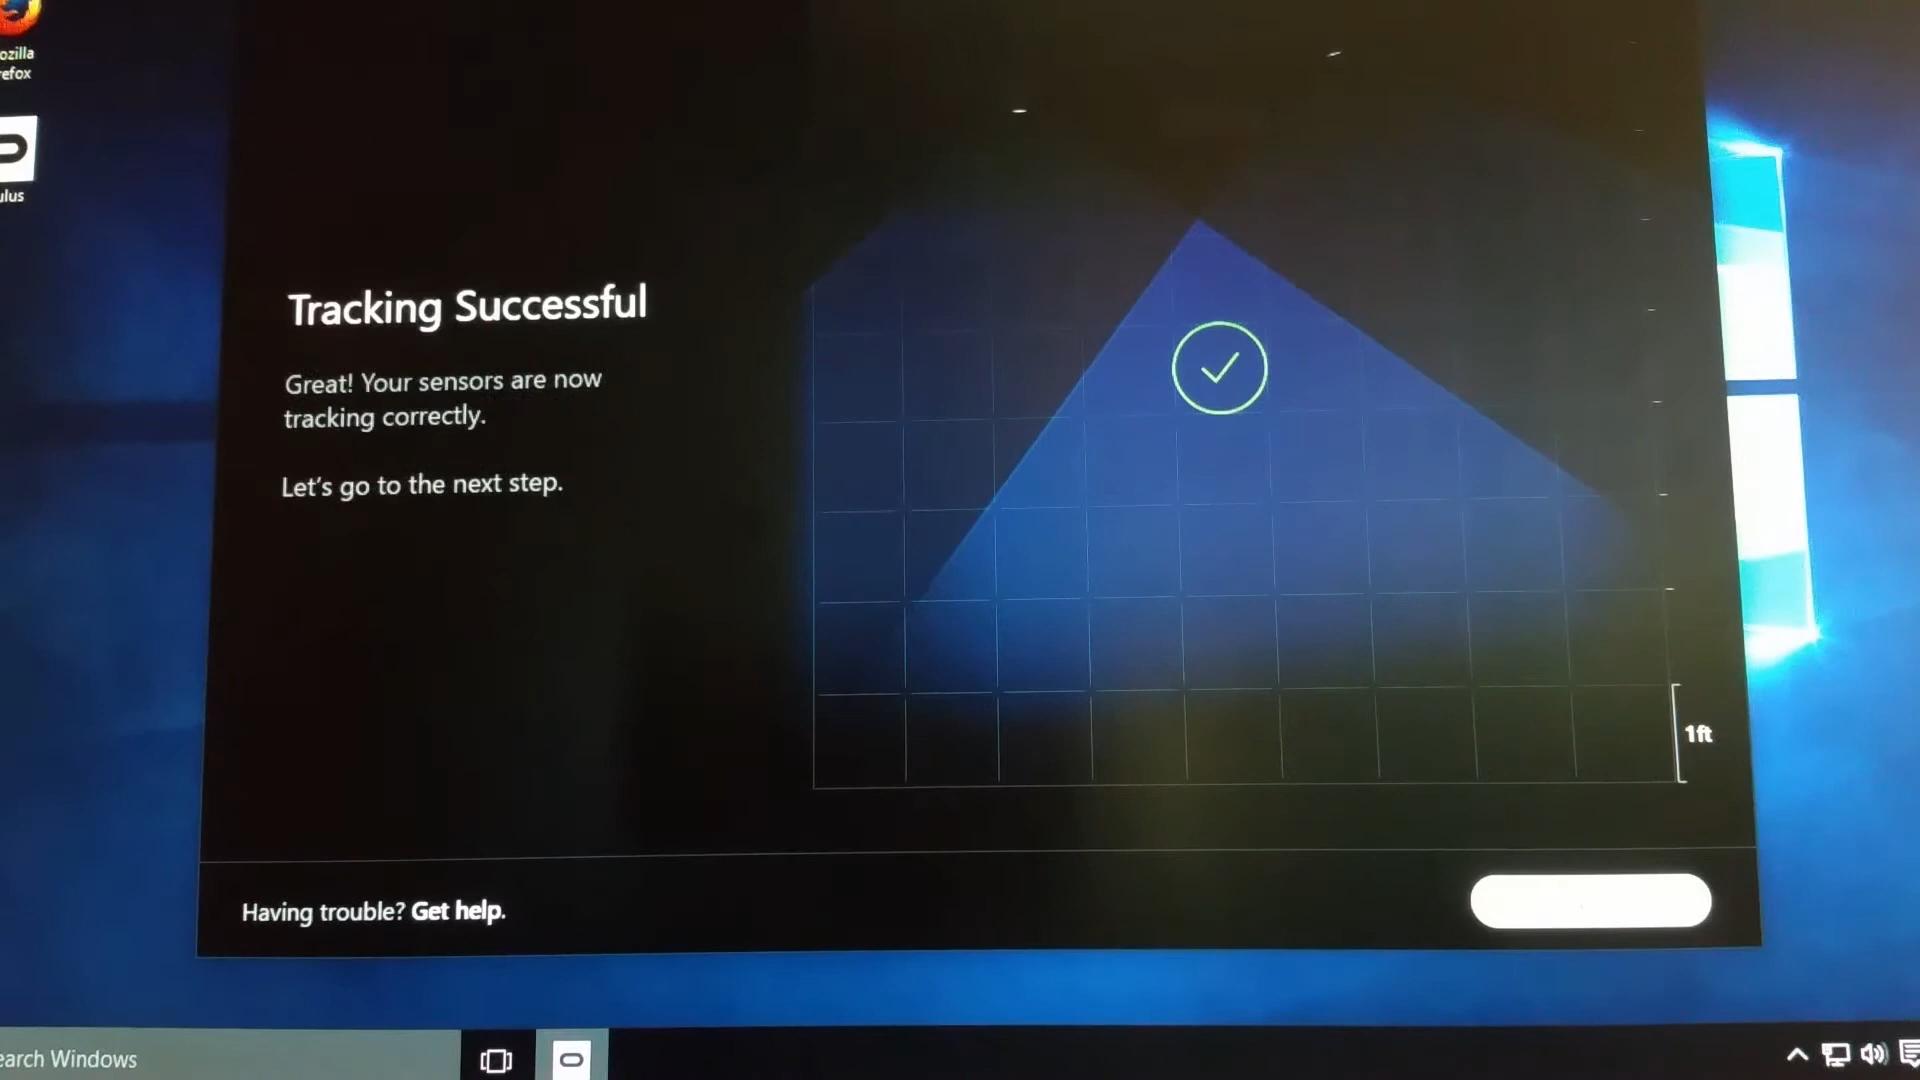 ozilla
refox
ulus
Tracking Successful
Great! Your sensors are now
tracking correctly.
Let's go to the next step.
1ft
Having trouble? Get help.
earch Windows